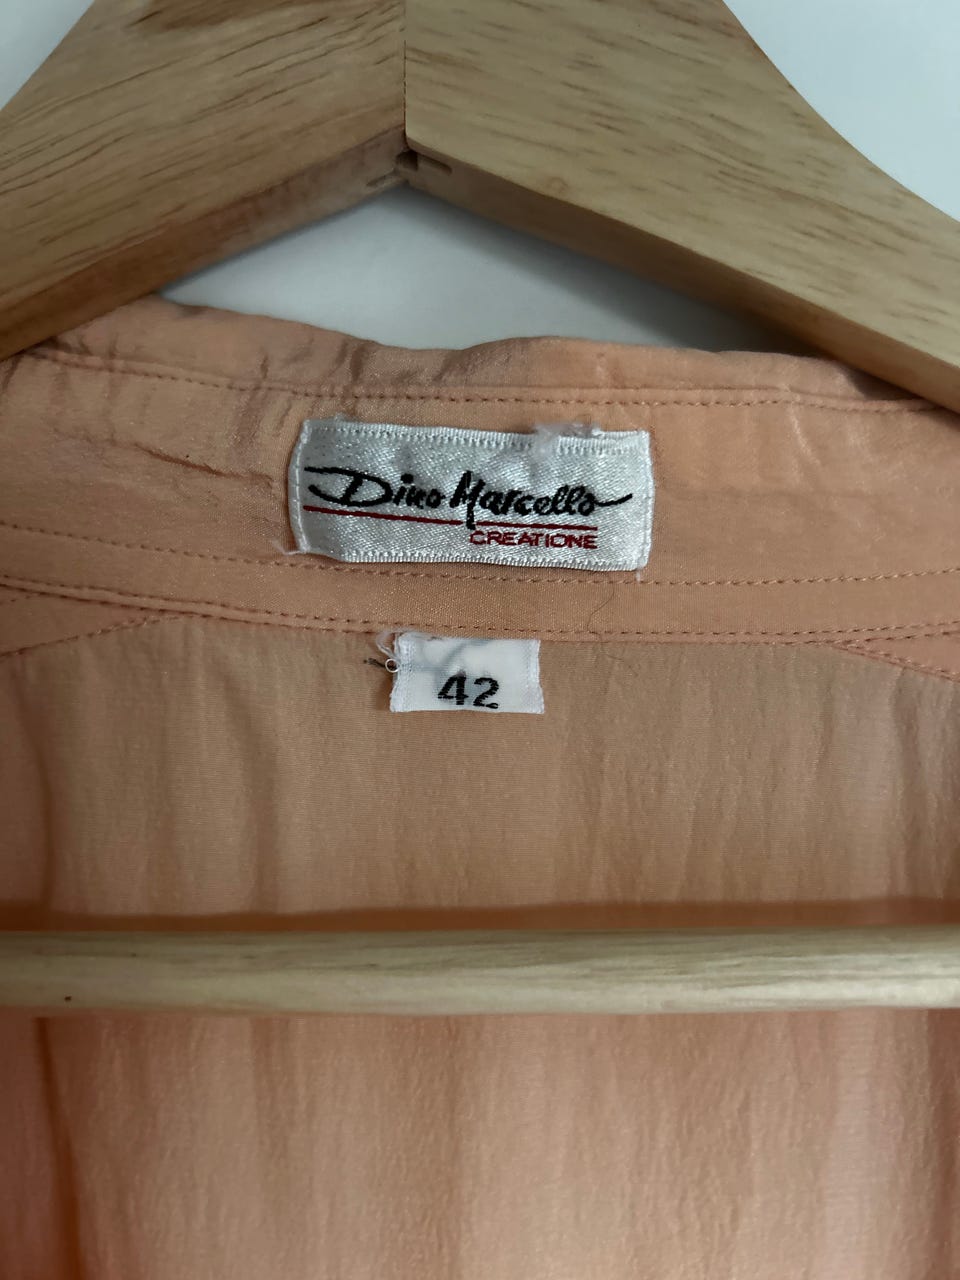 Dino Marcello
CREATIONE
42